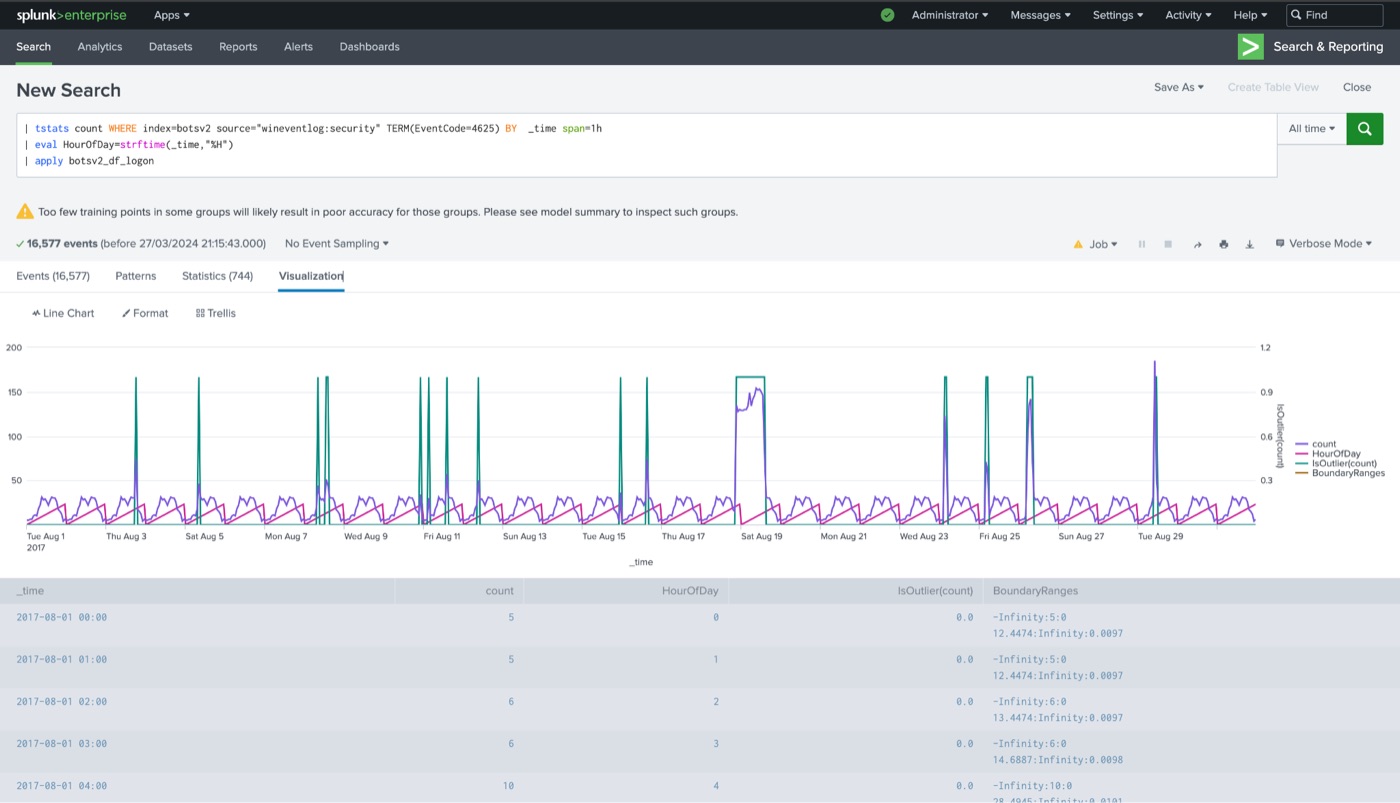 splunk>enterprise Apps Administrator Messages Settings Activity Help Find
Search Analytics Datasets Reports Alerts Dashboards Search & Reporting
New Search Save As Create Table View Close
| tstats count WHERE index=botsv2 source="wineventlog:security" TERM(EventCode=4625) BY _time span=1h
| eval HourOfDay=strftime(_time,"%H")
| apply botsv2_df_logon
All time
Too few training points in some groups will likely result in poor accuracy for those groups. Please see model summary to inspect such groups.
16,577 events (before 27/03/2024 21:15:43.000) No Event Sampling Job Verbose Mode
Events (16,577) Patterns Statistics (744) Visualization
Line Chart Format Trellis
200 1.2
150 0.9
100 0.6
50 0.3
IsOutlier(count)
count
HourOfDay
IsOutlier(count)
BoundaryRanges
Tue Aug 1 Thu Aug 3 Sat Aug 5 Mon Aug 7 Wed Aug 9 Fri Aug 11 Sun Aug 13 Tue Aug 15 Thu Aug 17 Sat Aug 19 Mon Aug 21 Wed Aug 23 Fri Aug 25 Sun Aug 27 Tue Aug 29
2017
_time
_time count HourOfDay IsOutlier(count) BoundaryRanges
2017-08-01 00:00 5 0 0.0 -Infinity:5:0
12.4474:Infinity:0.0097
2017-08-01 01:00 5 1 0.0 -Infinity:5:0
12.4474:Infinity:0.0097
2017-08-01 02:00 6 2 0.0 -Infinity:6:0
13.4474:Infinity:0.0097
2017-08-01 03:00 6 3 0.0 -Infinity:6:0
14.6887:Infinity:0.0098
2017-08-01 04:00 10 4 0.0 -Infinity:10:0
28.4945:Infinity:0.0101